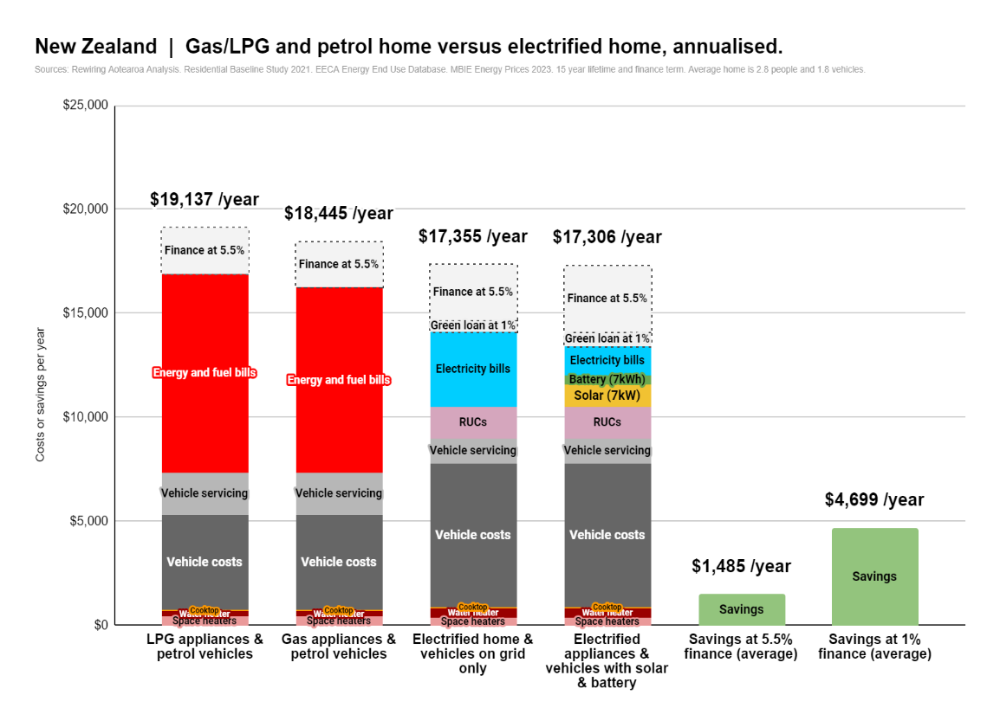 New Zealand | Gas/LPG and petrol home versus electrified home, annualised.
Sources: Rewiring Aotearoa Analysis. Residential Baseline Study 2021. EECA Energy End Use Database. MBIE Energy Prices 2023. 15 year lifetime and finance term. Average home is 2.8 people and 1.8 vehicles.
Costs or savings per year
$25,000
$20,000
$15,000
$10,000
$5,000
$0
$19,137 /year
Finance at 5.5%
Energy and fuel bills
Vehicle servicing
Vehicle costs
Cooktop
Water heater
Space heaters
LPG appliances &
petrol vehicles
$18,445 /year
Finance at 5.5%
Energy and fuel bills
Vehicle servicing
Vehicle costs
Cooktop
Water heater
Space heaters
Gas appliances &
petrol vehicles
$17,355 /year
Finance at 5.5%
Green loan at 1%
Electricity bills
RUCs
Vehicle servicing
Vehicle costs
Cooktop
Water heater
Space heaters
Electrified home &
vehicles on grid
only
$17,306 /year
Finance at 5.5%
Green loan at 1%
Electricity bills
Battery (7kWh)
Solar (7kW)
RUCs
Vehicle servicing
Vehicle costs
Cooktop
Water heater
Space heaters
Electrified
appliances &
vehicles with solar
& battery
$1,485 /year
Savings
Savings at 5.5%
finance (average)
$4,699 /year
Savings
Savings at 1%
finance (average)